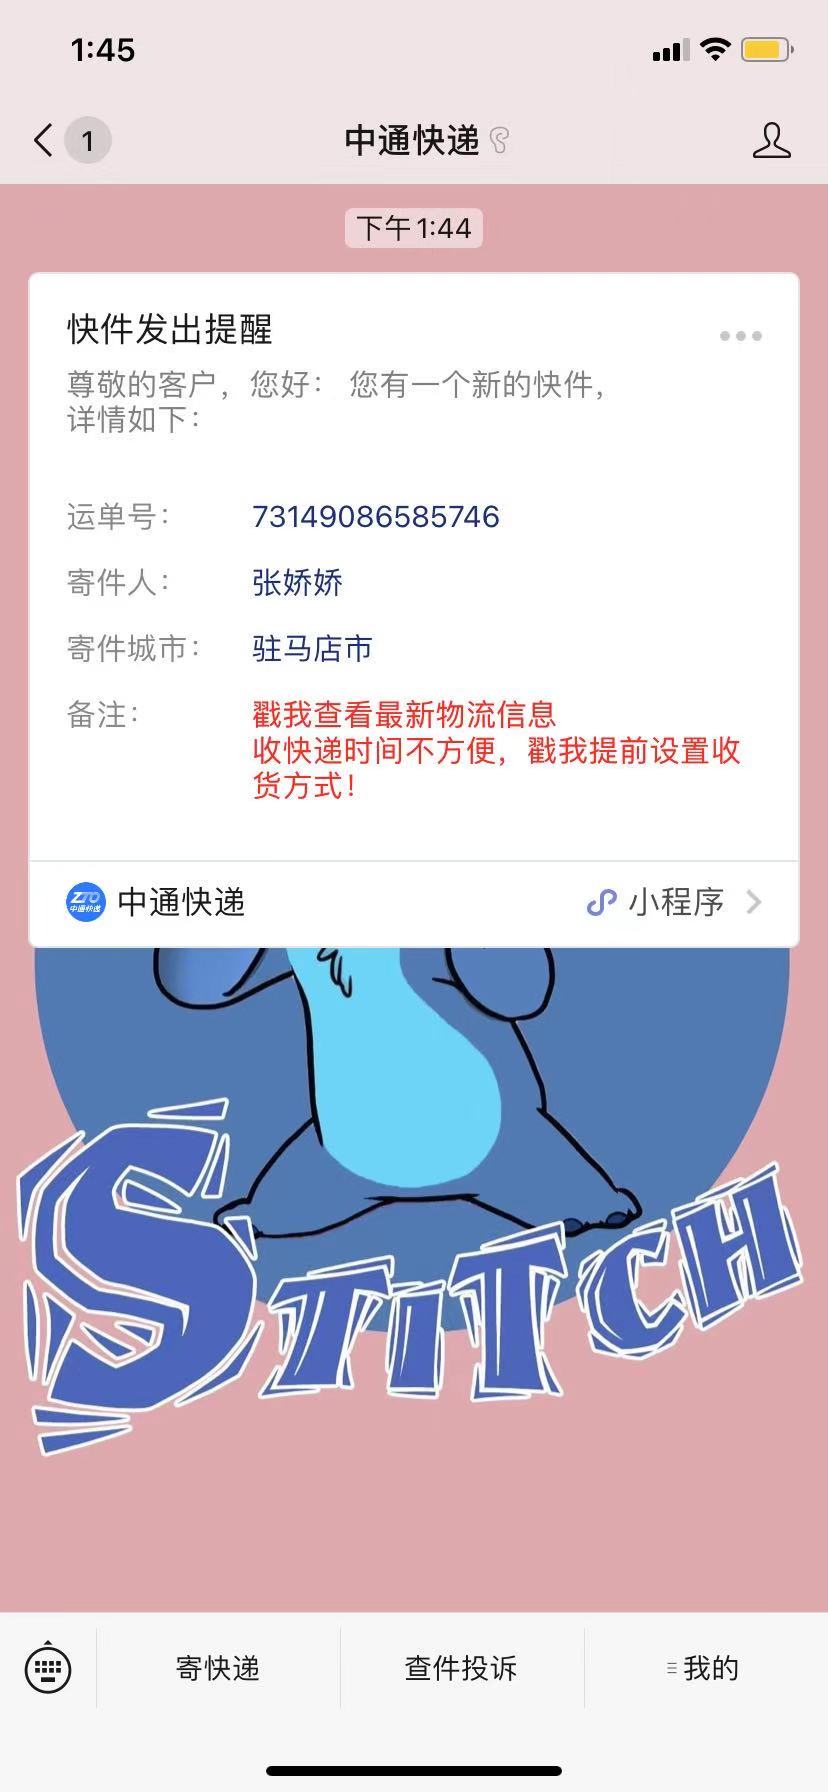 1:45
1
中通快递
下午 1:44
快件发出提醒
尊敬的客户，您好： 您有一个新的快件，
详情如下：
运单号： 73149086585746
寄件人： 张娇娇
寄件城市： 驻马店市
备注： 戳我查看最新物流信息
收快递时间不方便，戳我提前设置收
货方式！
ZTO
中通快递
中通快递
小程序
STITCH
寄快递
查件投诉
我的